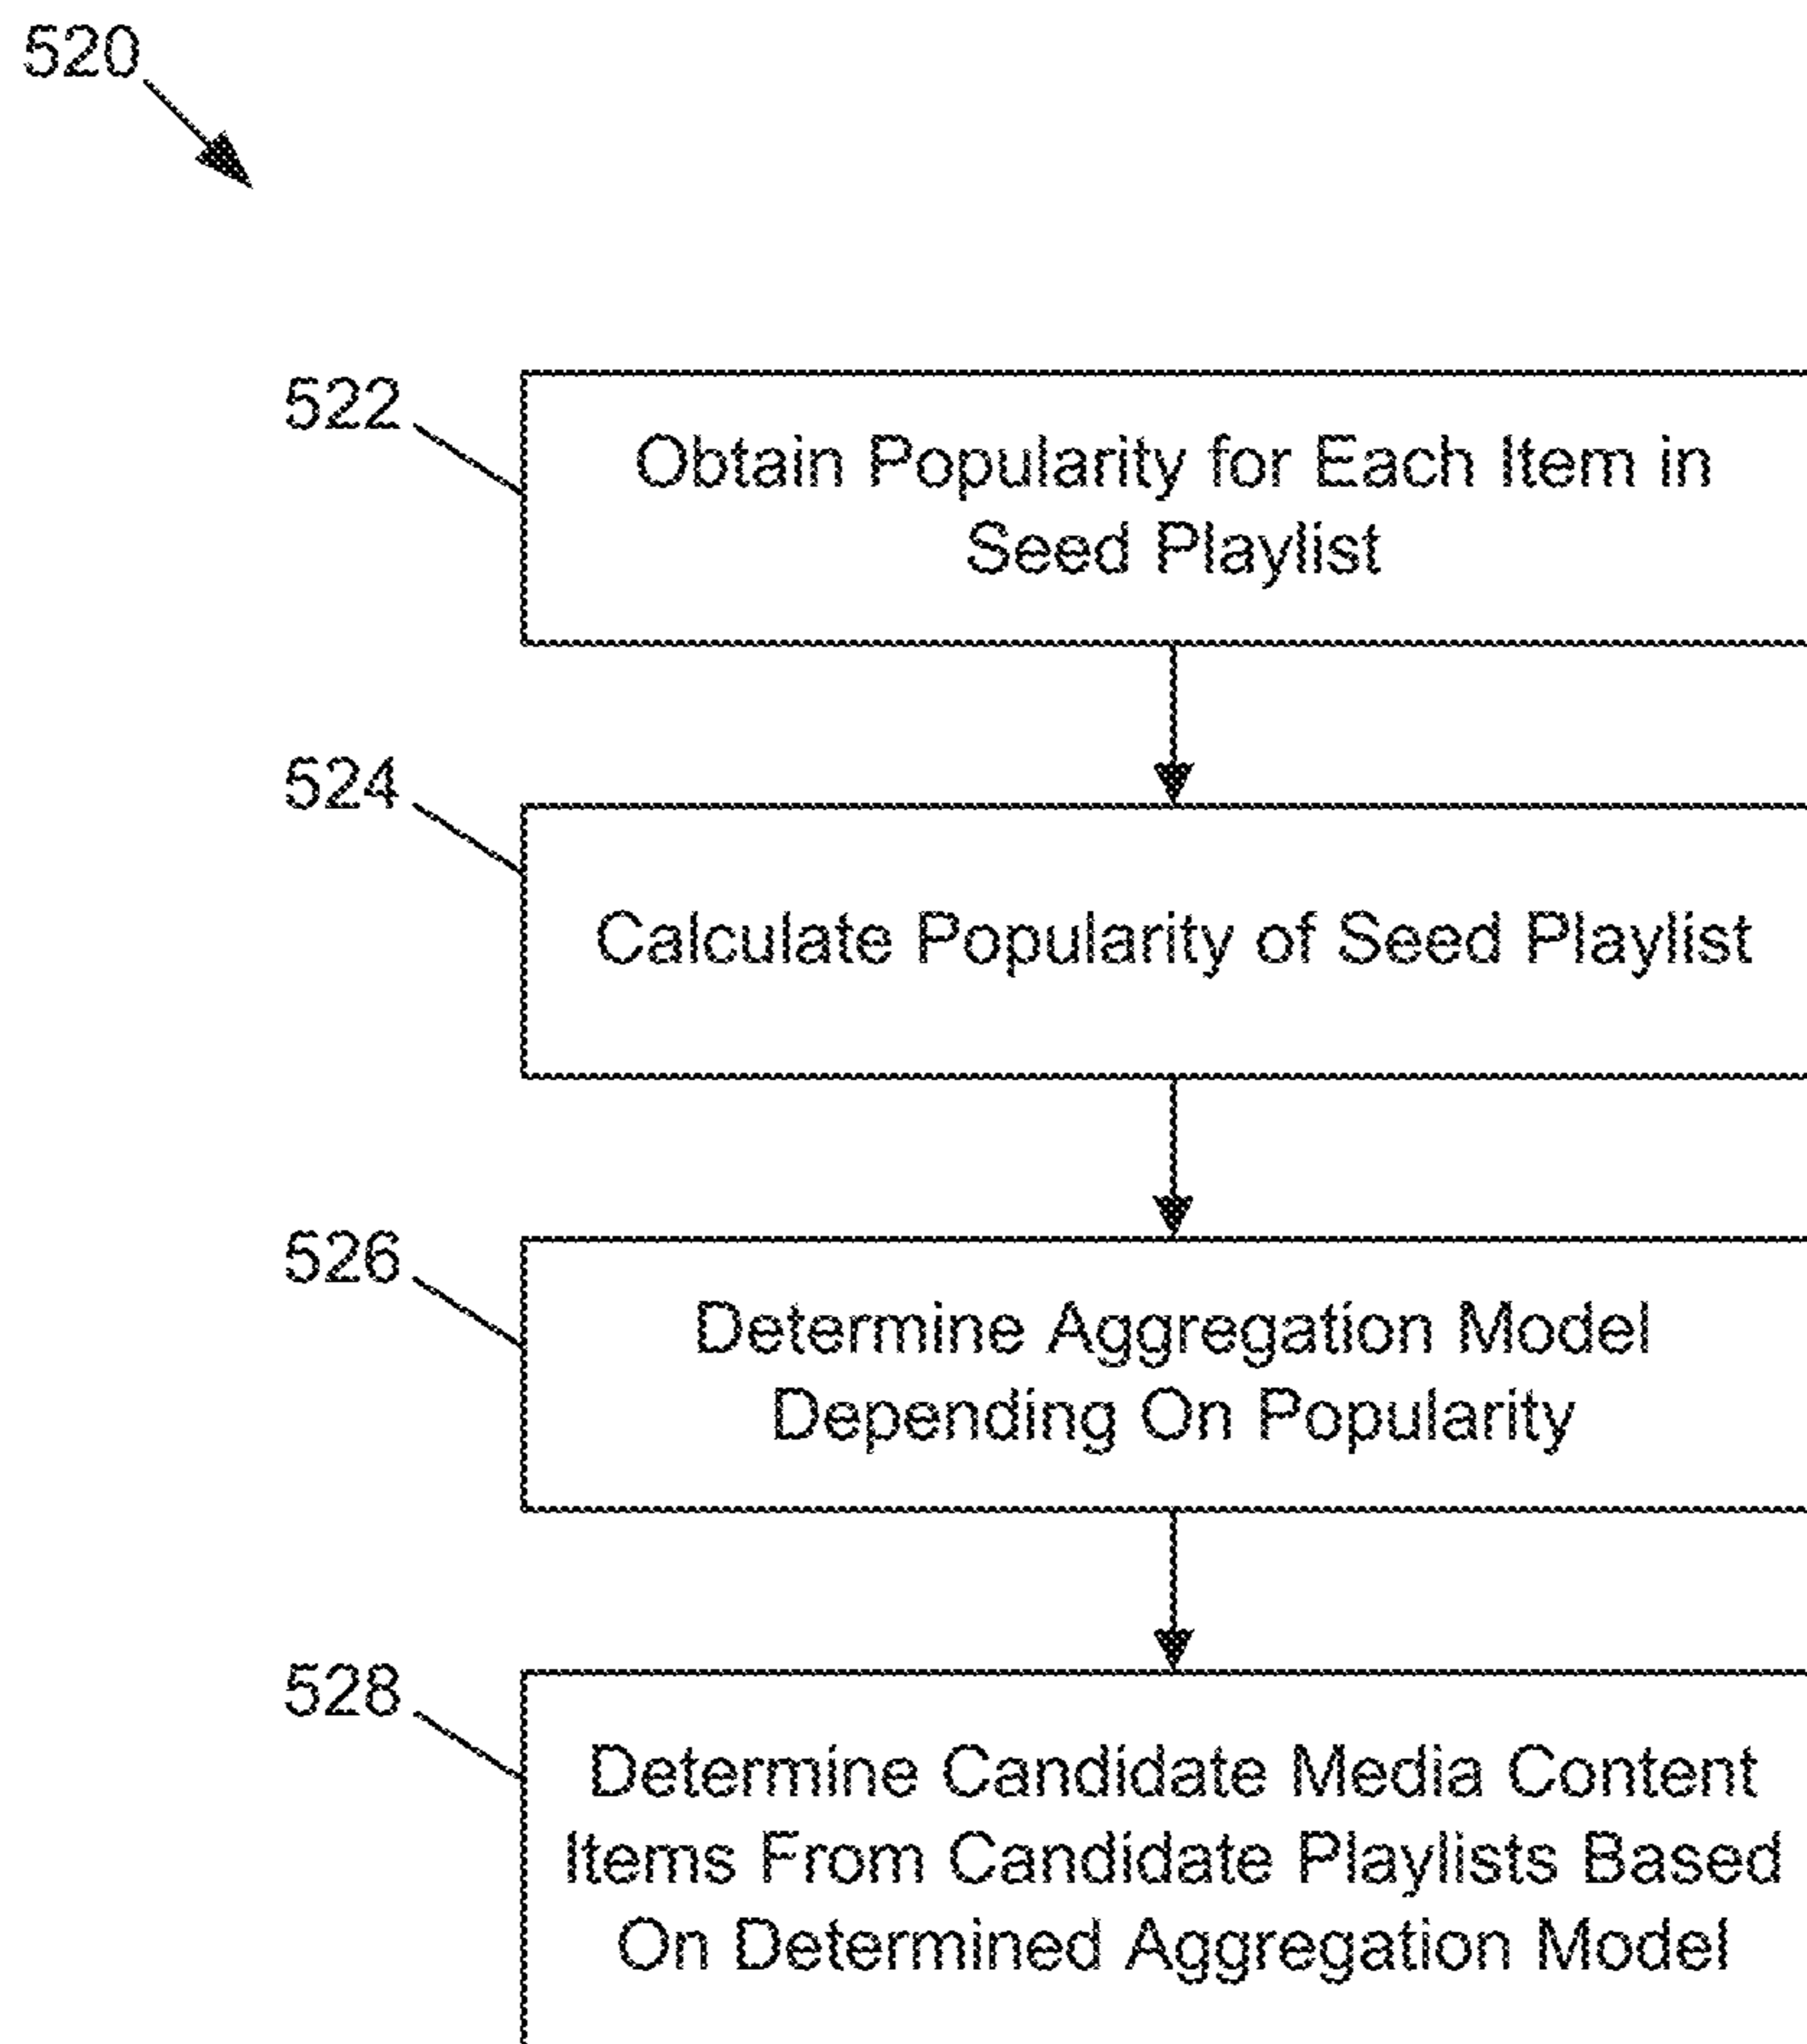 520
522
Obtain Popularity for Each Item in
Seed Playlist
524
Calculate Popularity of Seed Playlist
526
Determine Aggregation Model
Depending On Popularity
528
Determine Candidate Media Content
Items From Candidate Playlists Based
On Determined Aggregation Model